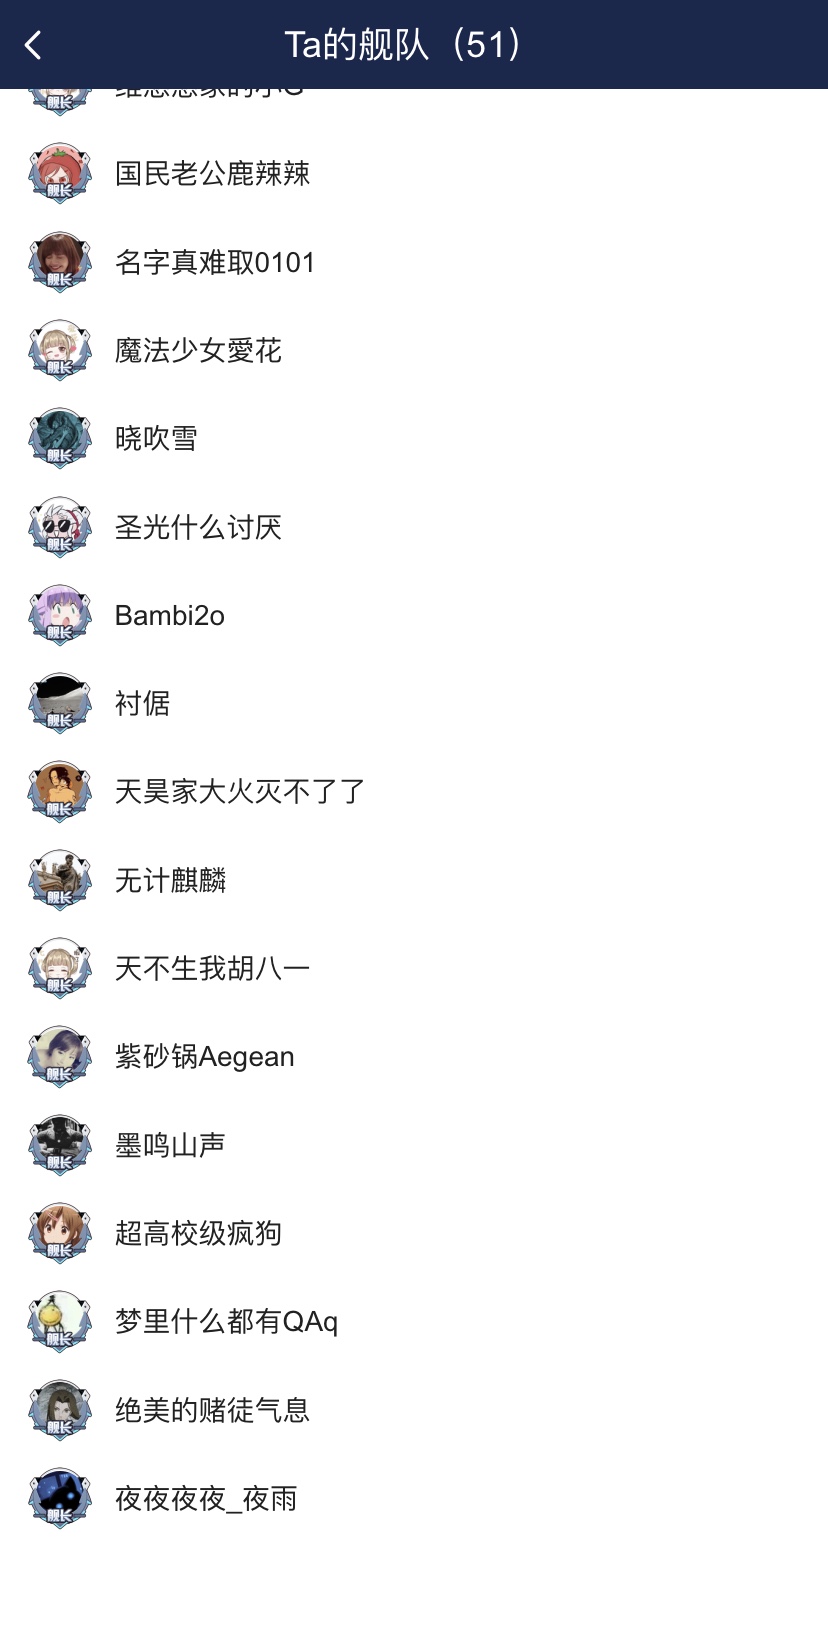 Ta的舰队（51）
舰长
国民老公鹿辣辣
舰长
名字真难取0101
舰长
魔法少女愛花
舰长
晓吹雪
舰长
圣光什么讨厌
舰长
Bambi2o
舰长
衬倨
舰长
天昊家大火灭不了了
舰长
无计麒麟
舰长
天不生我胡八一
舰长
紫砂锅Aegean
舰长
墨鸣山声
舰长
超高校级疯狗
舰长
梦里什么都有QAq
舰长
绝美的赌徒气息
舰长
夜夜夜夜_夜雨
舰长